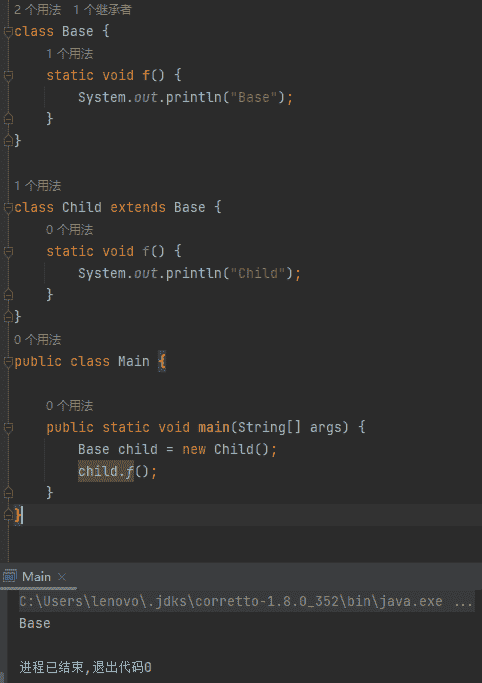 2 个用法   1 个继承者
class Base {
    1 个用法
    static void f() {
        System.out.println("Base");
    }
}

1 个用法
class Child extends Base {
    0 个用法
    static void f() {
        System.out.println("Child");
    }
}
0 个用法
public class Main {

    0 个用法
    public static void main(String[] args) {
        Base child = new Child();
        child.f();
    }
}
Main ×
C:\Users\lenovo\.jdks\corretto-1.8.0_352\bin\java.exe ...
Base

进程已结束,退出代码0